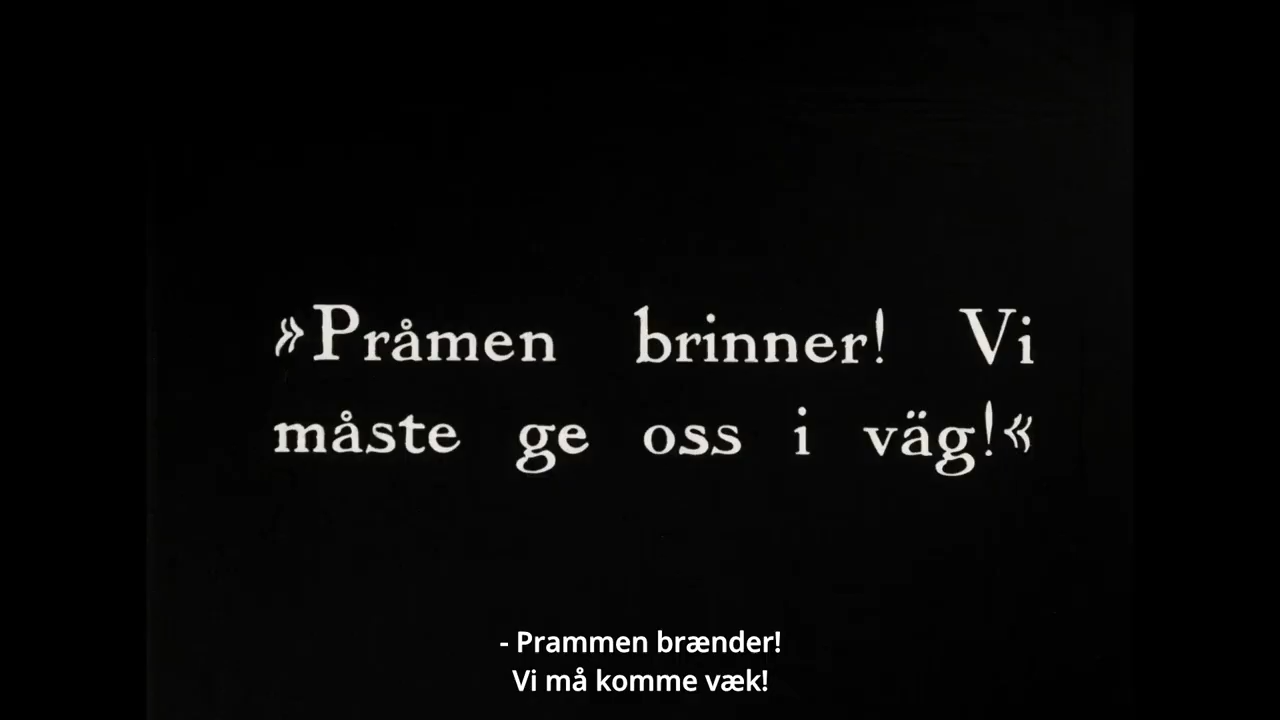 »Pråmen brinner! Vi
måste ge oss i väg!«
- Prammen brænder!
Vi må komme væk!